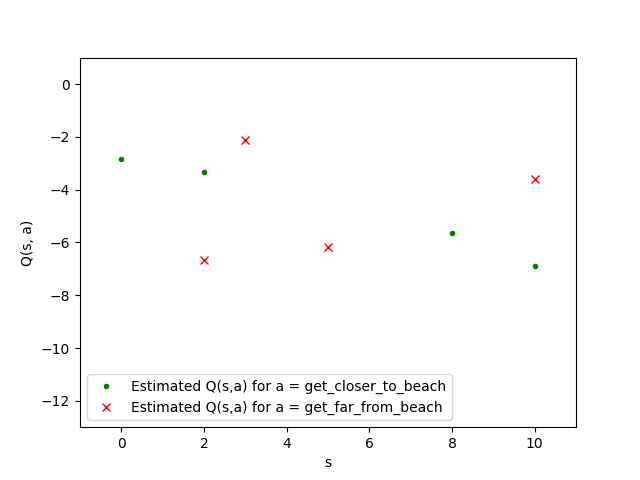 0
−2
−4
−6
−8
−10
−12
Q(s, a)
Estimated Q(s,a) for a = get_closer_to_beach
Estimated Q(s,a) for a = get_far_from_beach
0 2 4 6 8 10
s